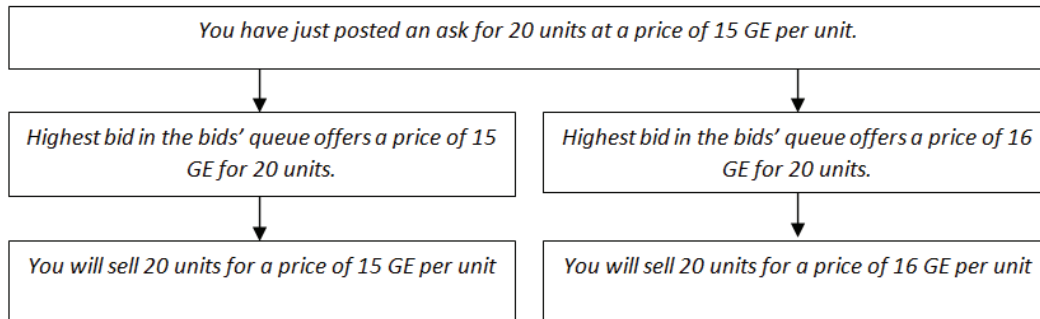 You have just posted an ask for 20 units at a price of 15 GE per unit.
Highest bid in the bids’ queue offers a price of 15
GE for 20 units.
Highest bid in the bids’ queue offers a price of 16
GE for 20 units.
You will sell 20 units for a price of 15 GE per unit
You will sell 20 units for a price of 16 GE per unit